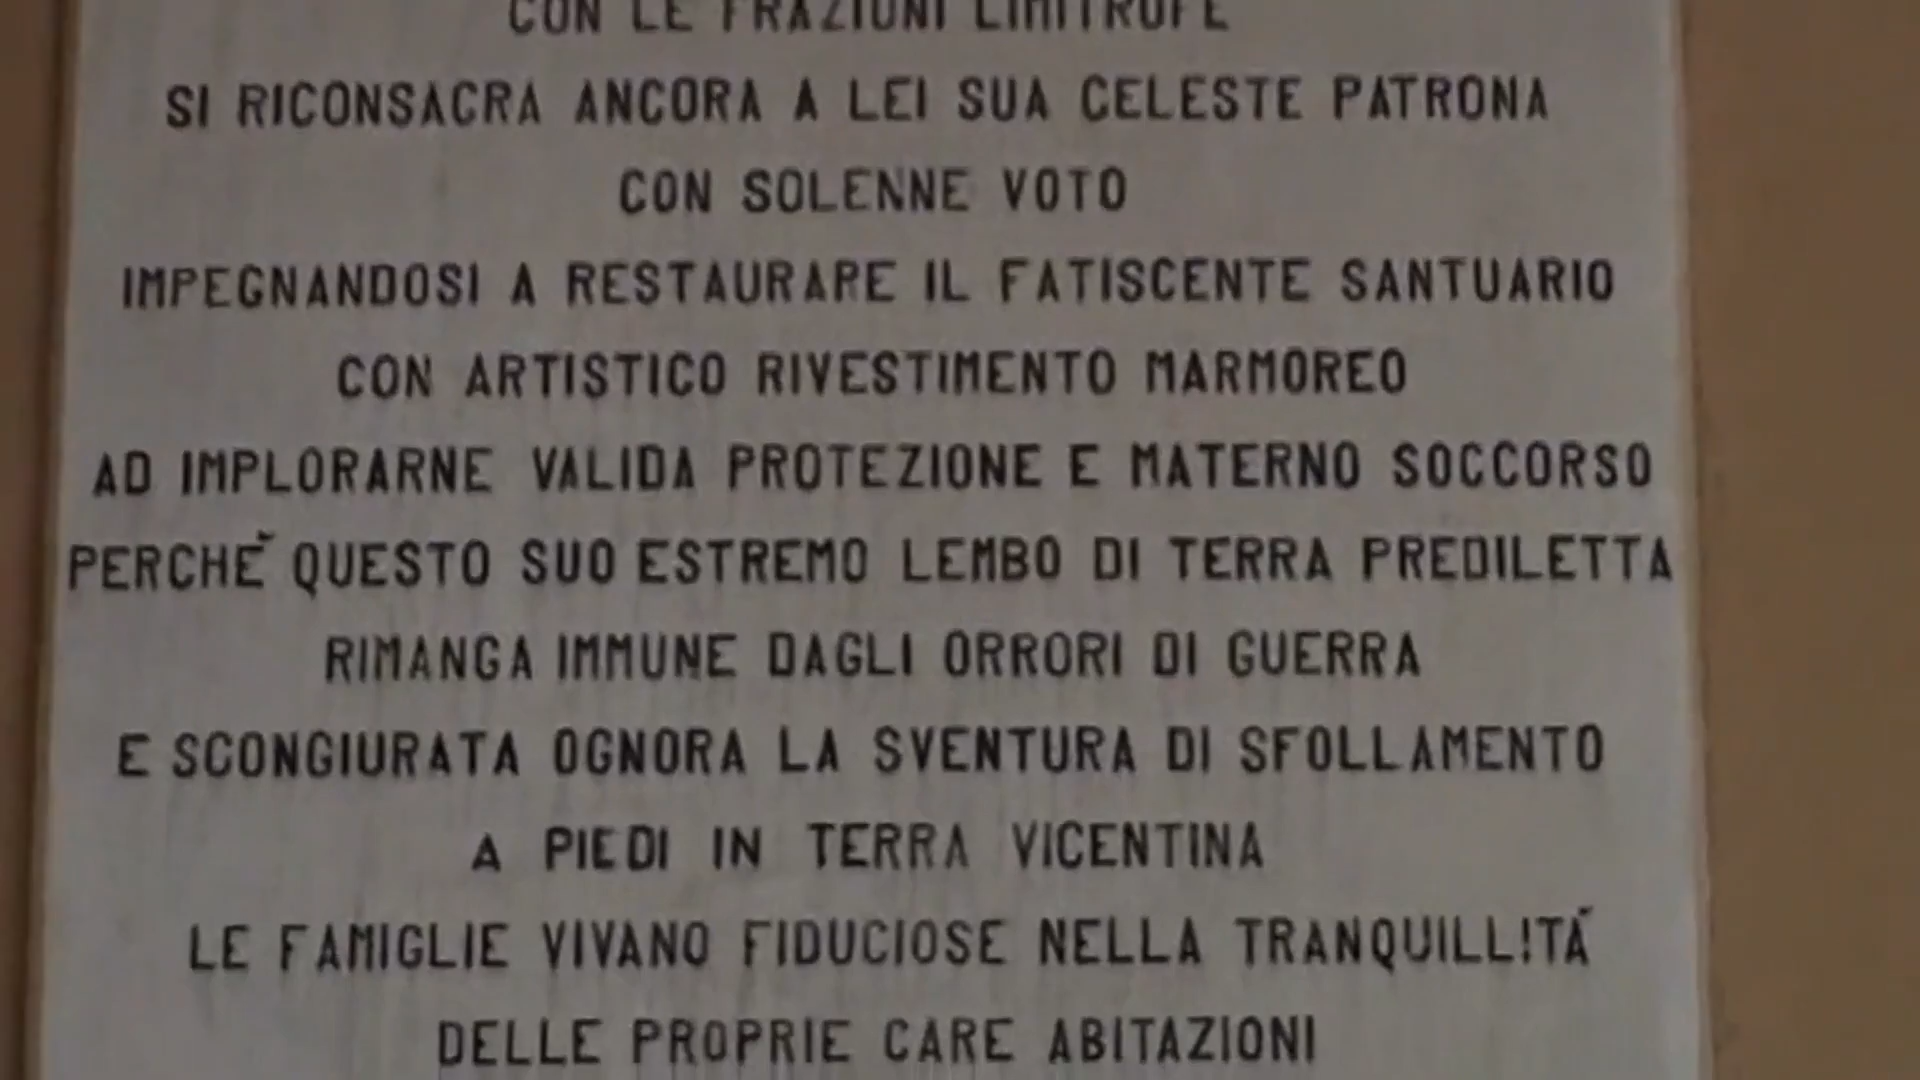 CON LE FRAZIONI LIMITROFE
SI RICONSACRA ANCORA A LEI SUA CELESTE PATRONA
CON SOLENNE VOTO
IMPEGNANDOSI A RESTAURARE IL FATISCENTE SANTUARIO
CON ARTISTICO RIVESTIMENTO MARMOREO
AD IMPLORARNE VALIDA PROTEZIONE E MATERNO SOCCORSO
PERCHÈ QUESTO SUO ESTREMO LEMBO DI TERRA PREDILETTA
RIMANGA IMMUNE DAGLI ORRORI DI GUERRA
E SCONGIURATA OGNORA LA SVENTURA DI SFOLLAMENTO
A PIEDI IN TERRA VICENTINA
LE FAMIGLIE VIVANO FIDUCIOSE NELLA TRANQUILLITÁ
DELLE PROPRIE CARE ABITAZIONI